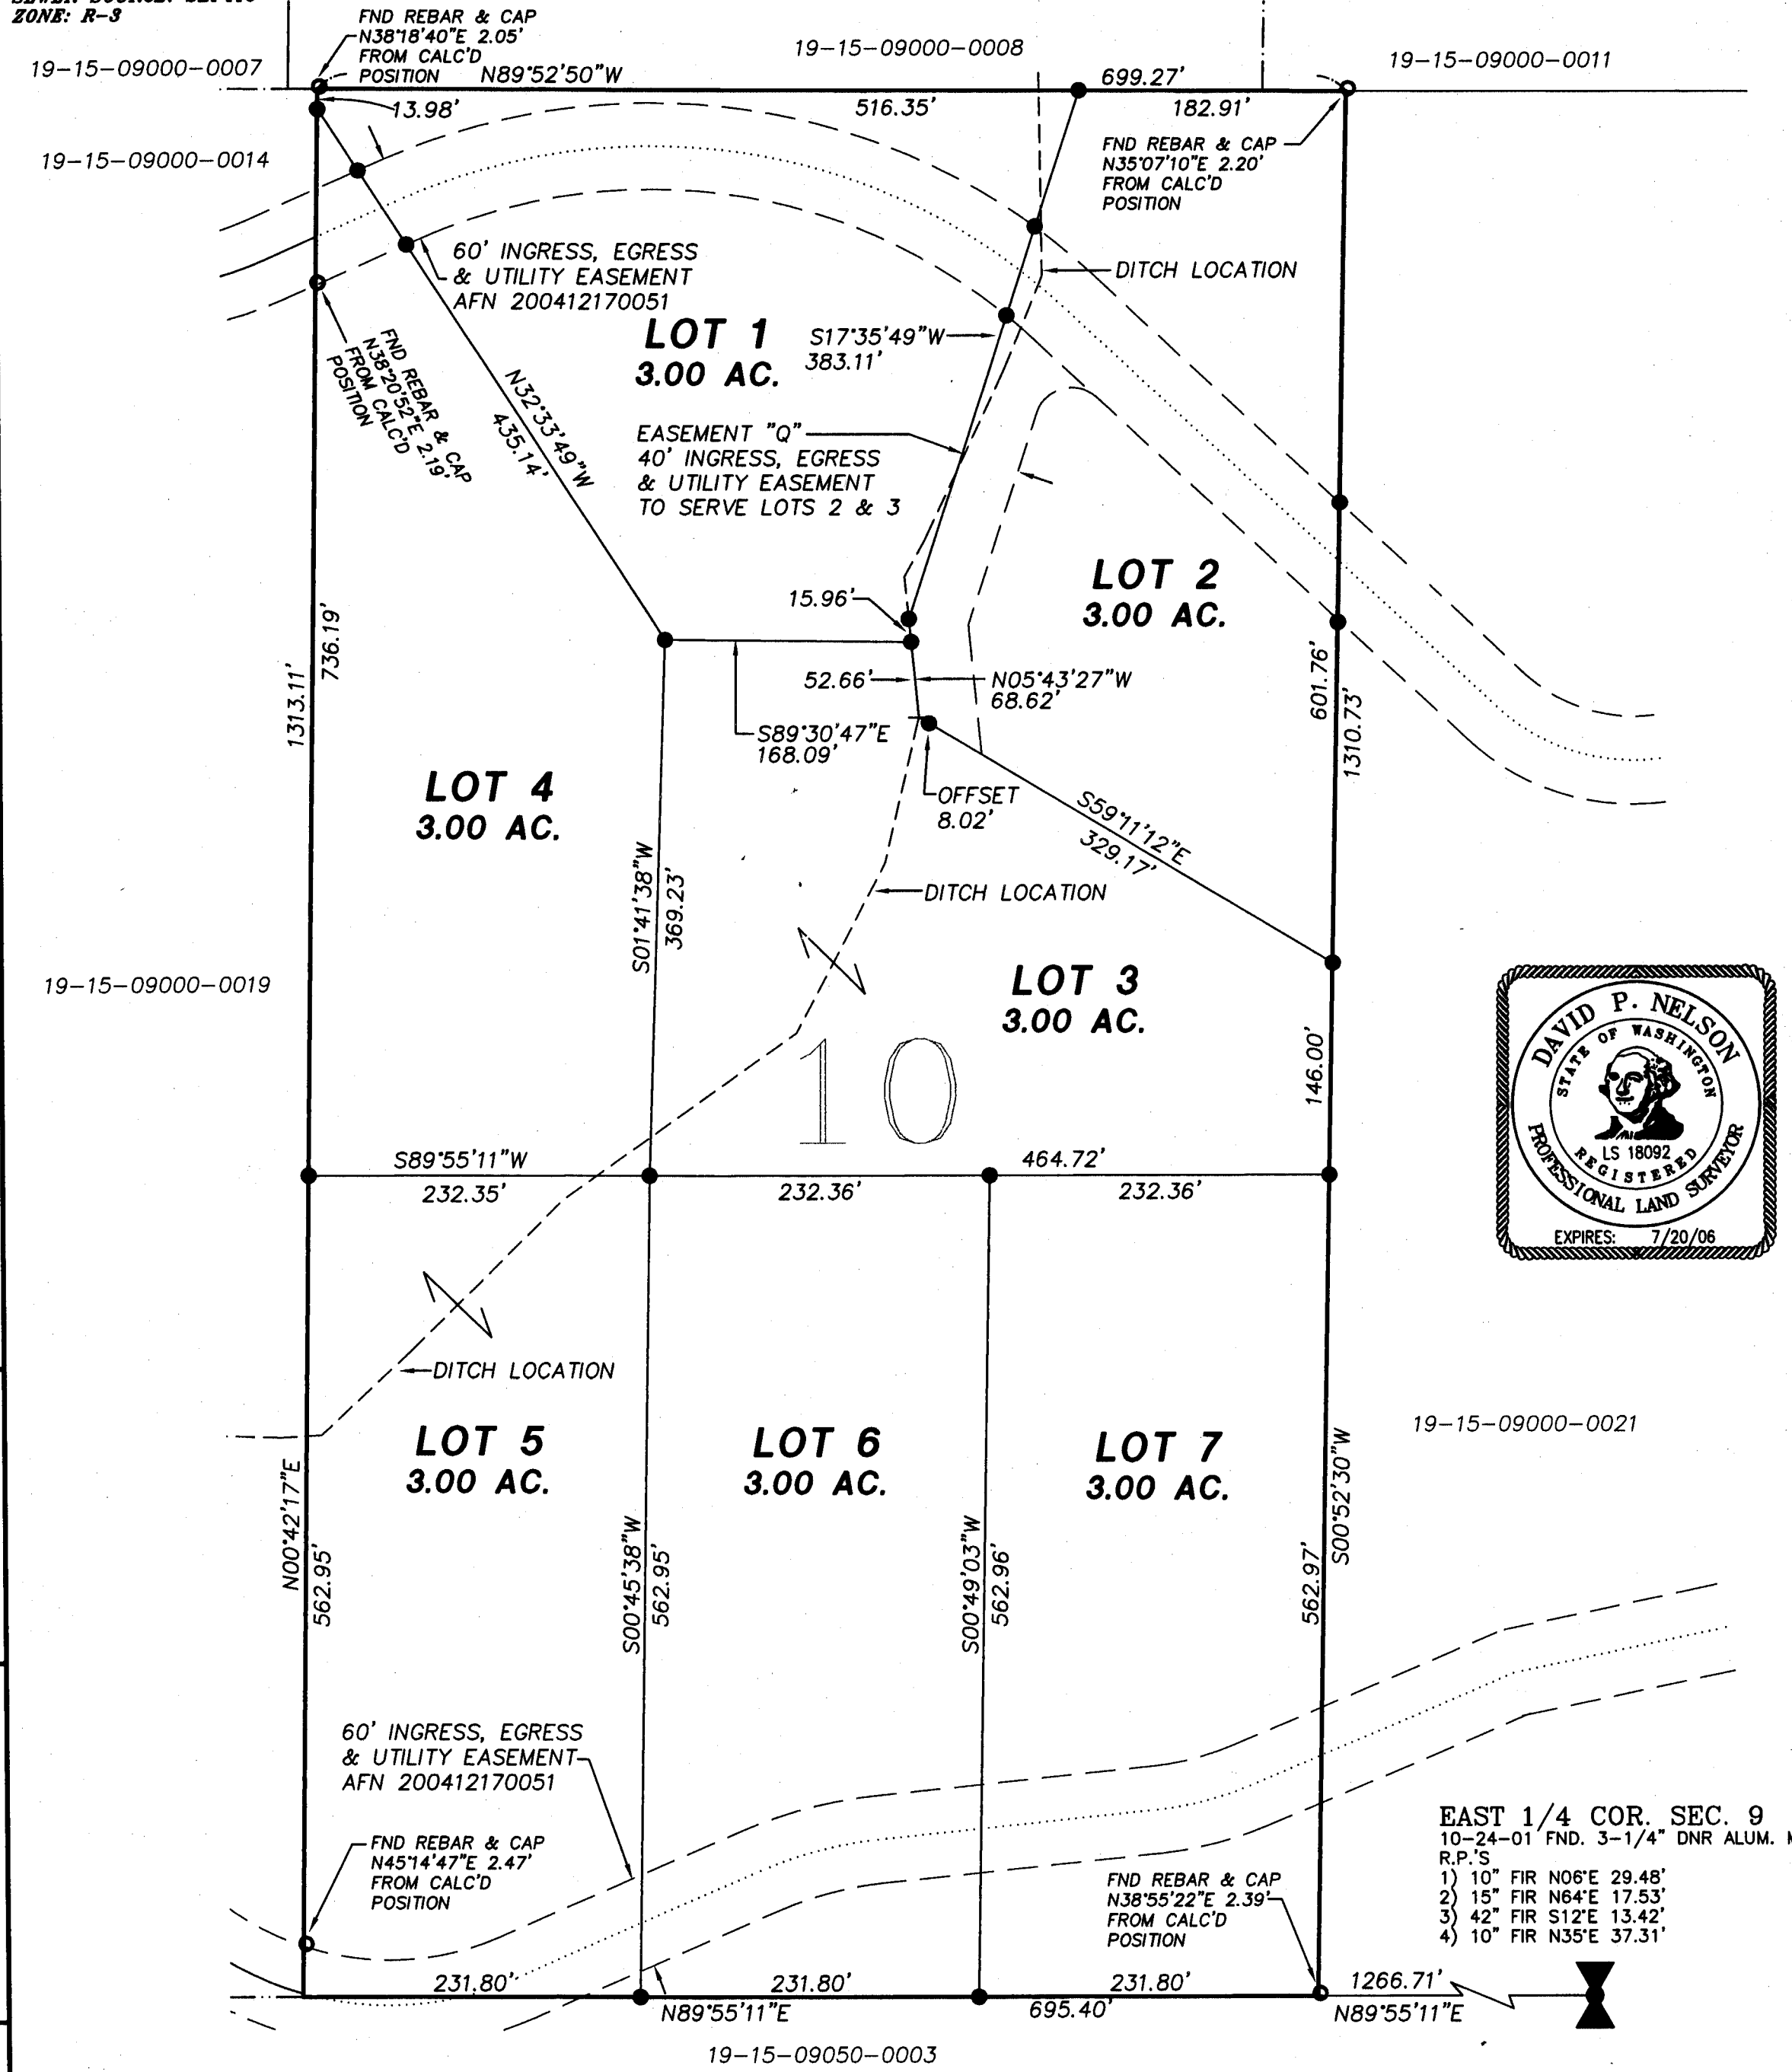 ZONE: R-3
FND REBAR & CAP
N38°18'40"E 2.05'
FROM CALC'D
POSITION
N89°52'50"W
19-15-09000-0007
19-15-09000-0008
19-15-09000-0011
699.27'
13.98'
516.35'
182.91'
FND REBAR & CAP
N35°07'10"E 2.20'
FROM CALC'D
POSITION
19-15-09000-0014
60' INGRESS, EGRESS
& UTILITY EASEMENT
AFN 200412170051
DITCH LOCATION
LOT 1
3.00 AC.
S17°35'49"W
383.11'
FND REBAR & CAP
N38°20'52"E 2.19'
FROM CALC'D
POSITION
N32°33'49"W
435.14'
EASEMENT "Q"
40' INGRESS, EGRESS
& UTILITY EASEMENT
TO SERVE LOTS 2 & 3
LOT 2
3.00 AC.
15.96'
736.19'
1313.11'
52.66'
N05°43'27"W
68.62'
601.76'
1310.73'
S89°30'47"E
168.09'
LOT 4
3.00 AC.
OFFSET
8.02'
S59°11'12"E
329.17'
S01°41'38"W
369.23'
DITCH LOCATION
19-15-09000-0019
LOT 3
3.00 AC.
10
146.00'
DAVID P. NELSON
STATE OF WASHINGTON
LS 18092
REGISTERED
PROFESSIONAL LAND SURVEYOR
EXPIRES: 7/20/06
S89°55'11"W
464.72'
232.35'
232.36'
232.36'
DITCH LOCATION
LOT 5
3.00 AC.
LOT 6
3.00 AC.
LOT 7
3.00 AC.
19-15-09000-0021
N00°42'17"E
562.95'
S00°45'38"W
562.95'
S00°49'03"W
562.96'
562.97'
S00°52'30"W
60' INGRESS, EGRESS
& UTILITY EASEMENT
AFN 200412170051
FND REBAR & CAP
N45°14'47"E 2.47'
FROM CALC'D
POSITION
FND REBAR & CAP
N38°55'22"E 2.39'
FROM CALC'D
POSITION
EAST 1/4 COR. SEC. 9
10-24-01 FND. 3-1/4" DNR ALUM.
R.P.'S
1) 10" FIR N06°E 29.48'
2) 15" FIR N64°E 17.53'
3) 42" FIR S12°E 13.42'
4) 10" FIR N35°E 37.31'
231.80'
231.80'
231.80'
1266.71'
N89°55'11"E
695.40'
N89°55'11"E
19-15-09050-0003